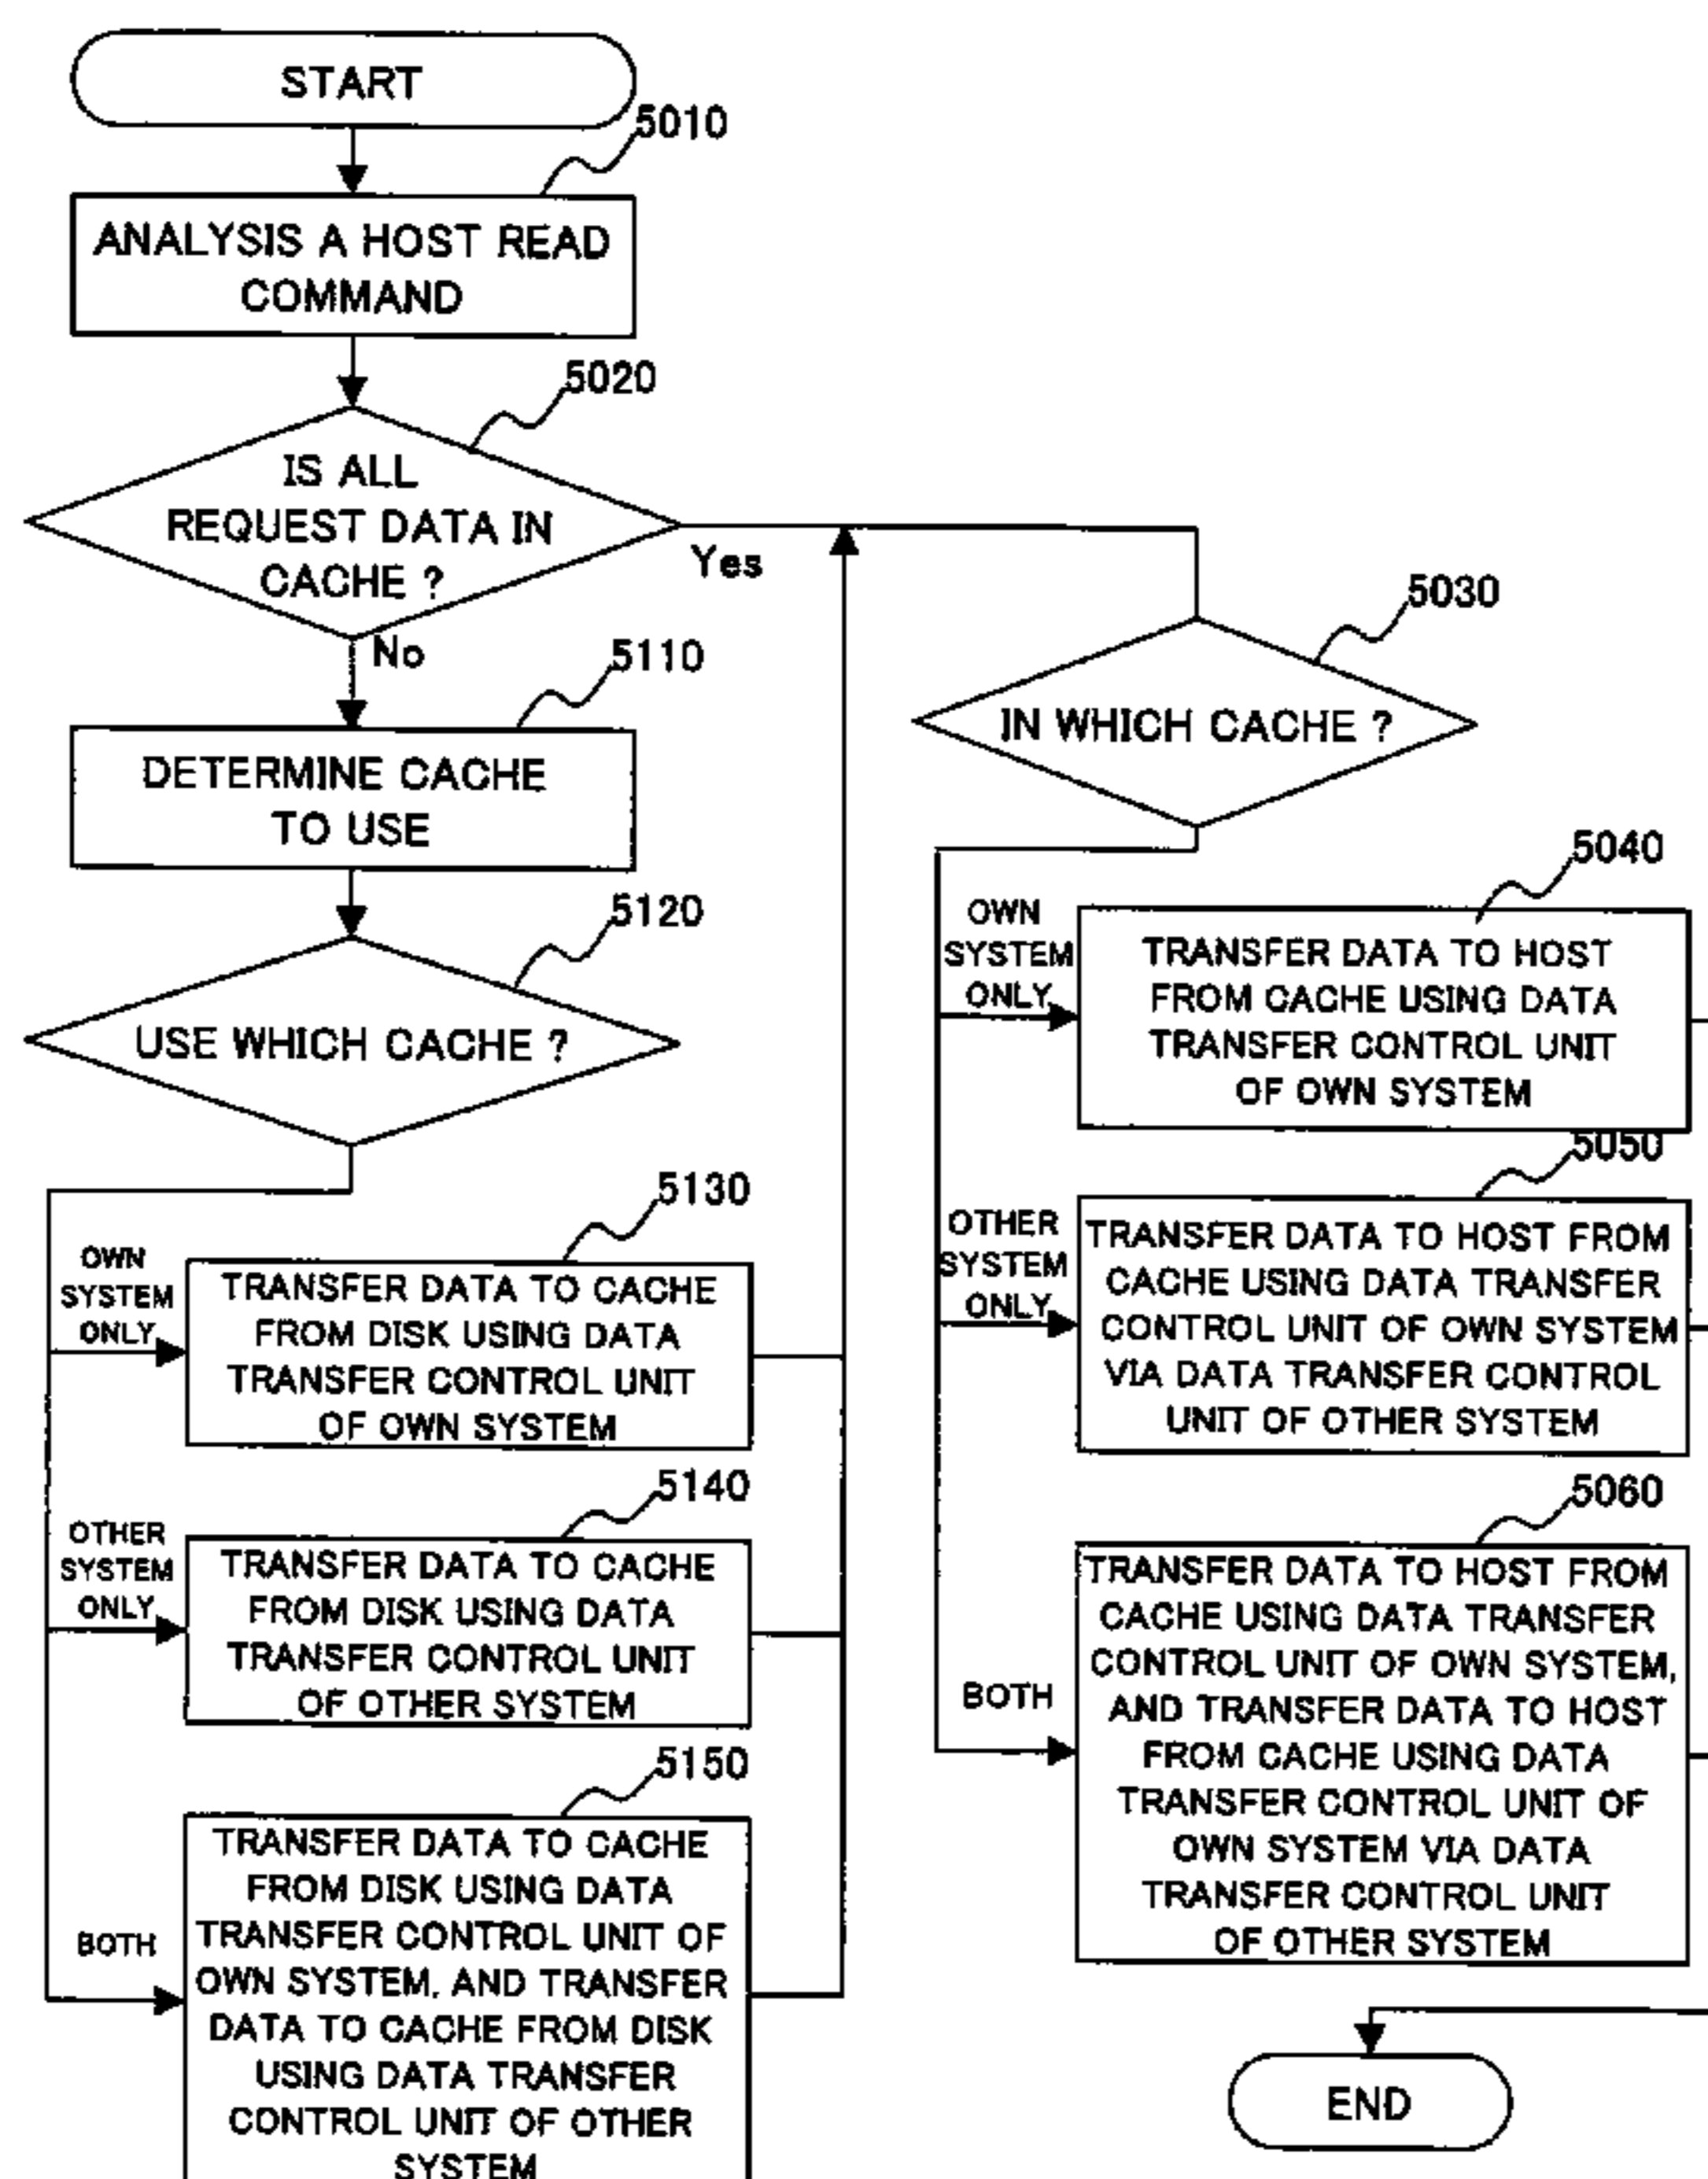 START
5010
ANALYSIS A HOST READ
COMMAND
5020
IS ALL
REQUEST DATA IN
CACHE ?
Yes
No
5110
DETERMINE CACHE
TO USE
5120
USE WHICH CACHE ?
5130
OWN
SYSTEM
ONLY
TRANSFER DATA TO CACHE
FROM DISK USING DATA
TRANSFER CONTROL UNIT
OF OWN SYSTEM
5140
OTHER
SYSTEM
ONLY
TRANSFER DATA TO CACHE
FROM DISK USING DATA
TRANSFER CONTROL UNIT
OF OTHER SYSTEM
5150
BOTH
TRANSFER DATA TO CACHE
FROM DISK USING DATA
TRANSFER CONTROL UNIT OF
OWN SYSTEM, AND TRANSFER
DATA TO CACHE FROM DISK
USING DATA TRANSFER
CONTROL UNIT OF OTHER
SYSTEM
5030
IN WHICH CACHE ?
5040
OWN
SYSTEM
ONLY
TRANSFER DATA TO HOST
FROM CACHE USING DATA
TRANSFER CONTROL UNIT
OF OWN SYSTEM
5050
OTHER
SYSTEM
ONLY
TRANSFER DATA TO HOST FROM
CACHE USING DATA TRANSFER
CONTROL UNIT OF OWN SYSTEM
VIA DATA TRANSFER CONTROL
UNIT OF OTHER SYSTEM
5060
BOTH
TRANSFER DATA TO HOST FROM
CACHE USING DATA TRANSFER
CONTROL UNIT OF OWN SYSTEM,
AND TRANSFER DATA TO HOST
FROM CACHE USING DATA
TRANSFER CONTROL UNIT OF
OWN SYSTEM VIA DATA
TRANSFER CONTROL UNIT
OF OTHER SYSTEM
END